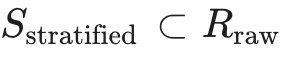 S_stratified ⊂ R_raw